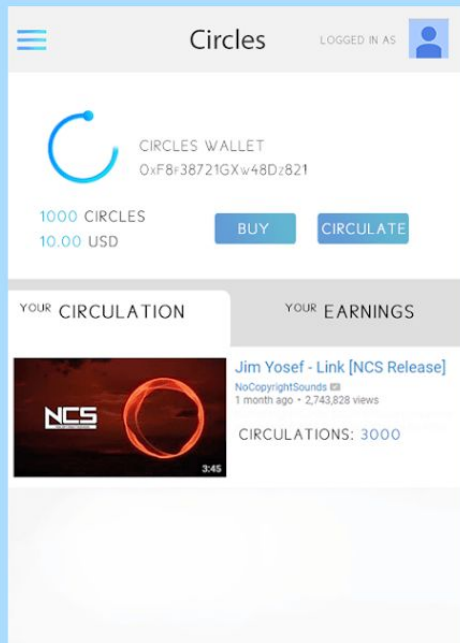 Circles
LOGGED IN AS
CIRCLES WALLET
0xF8F38721GXW48DZ821
1000 CIRCLES
10.00 USD
BUY
CIRCULATE
YOUR CIRCULATION
YOUR EARNINGS
NCS
3:45
Jim Yosef - Link [NCS Release]
NoCopyrightSounds
1 month ago • 2,743,828 views
CIRCULATIONS: 3000